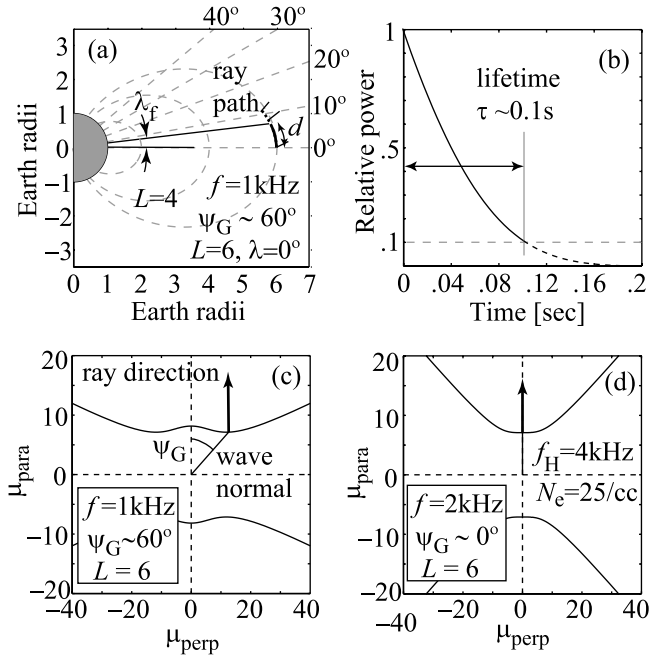 40° 30°
(a)
20°
10°
0°
ray
path
λf
d
L=4
f=1kHz
ψG ~ 60°
L=6, λ=0°
Earth radii
3
2
1
0
−1
−2
−3
0 1 2 3 4 5 6 7
Earth radii
(b)
lifetime
τ ~0.1s
Relative power
1
.5
.1
0 .04 .08 .12 .16 .2
Time [sec]
(c)
ray direction
ψG
wave
normal
f=1kHz
ψG~60°
L = 6
μpara
20
10
0
−10
−20
−40 −20 0 20 40
μperp
(d)
fH=4kHz
Ne=25/cc
f=2kHz
ψG ~ 0°
L = 6
μpara
20
15
10
5
0
−10
−20
−40 −20 0 20 40
μperp